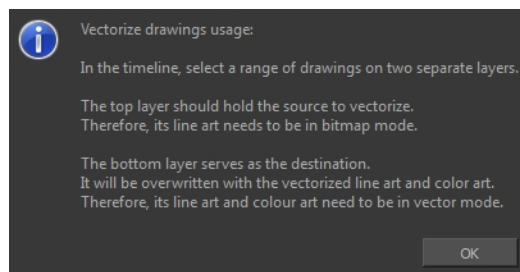 Vectorize drawings usage:
In the timeline, select a range of drawings on two separate layers.
The top layer should hold the source to vectorize.
Therefore, its line art needs to be in bitmap mode.
The bottom layer serves as the destination.
It will be overwritten with the vectorized line art and color art.
Therefore, its line art and colour art need to be in vector mode.
OK